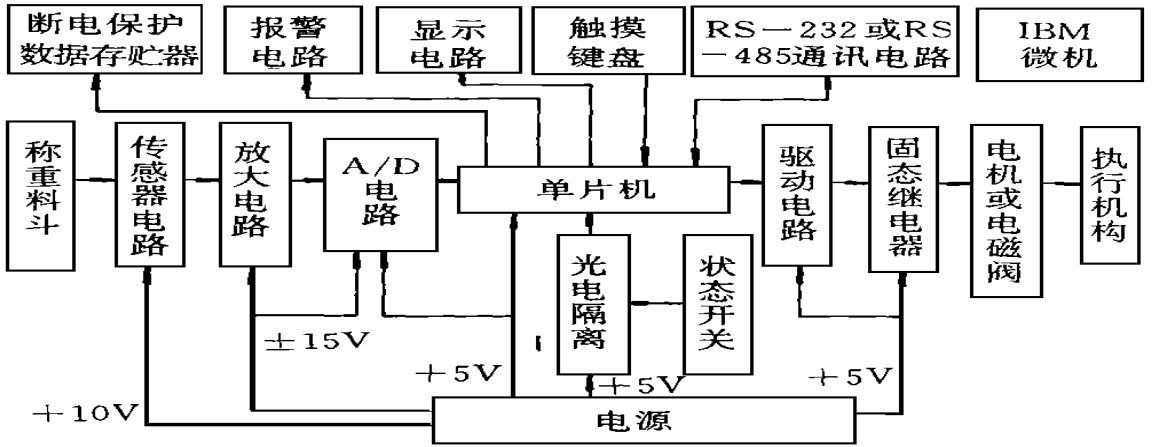 断电保护
数据存贮器
报警
电路
显示
电路
触摸
键盘
RS－232或RS
－485通讯电路
IBM
微机
称重料斗
传感器电路
放大电路
A/D
电路
单片机
驱动电路
固态继电器
电机或电磁阀
执行机构
光电隔离
状态开关
±15V
＋5V
＋5V
＋5V
＋10V
电源